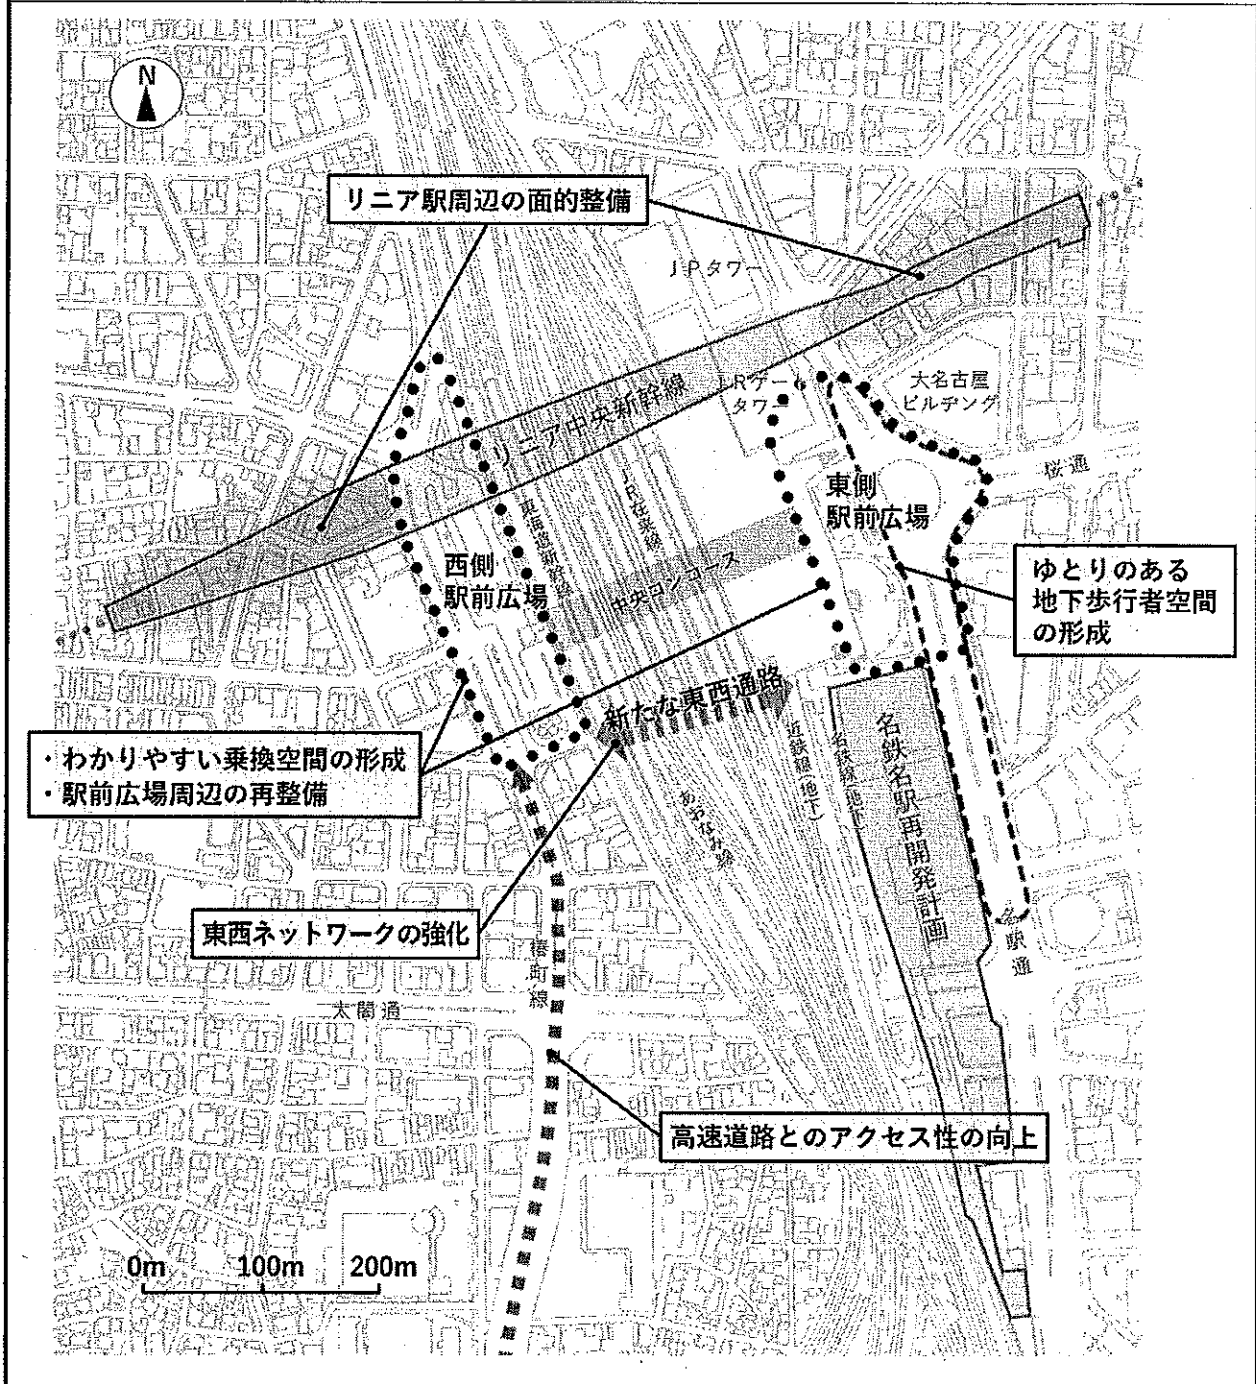 N
リニア駅周辺の面的整備
JPタワー
JRゲート
タワー
大名古屋
ビルヂング
リニア中央新幹線
桜通
東側
駅前広場
JR在来線
東海道新幹線
西側
駅前広場
中央コンコース
ゆとりのある
地下歩行者空間
の形成
新たな東西通路
・わかりやすい乗換空間の形成
・駅前広場周辺の再整備
近鉄線(地下)
名鉄線(地下)
名鉄名駅再開発計画
あおなみ線
東西ネットワークの強化
名駅通
椿町線
太閤通
高速道路とのアクセス性の向上
0m 100m 200m